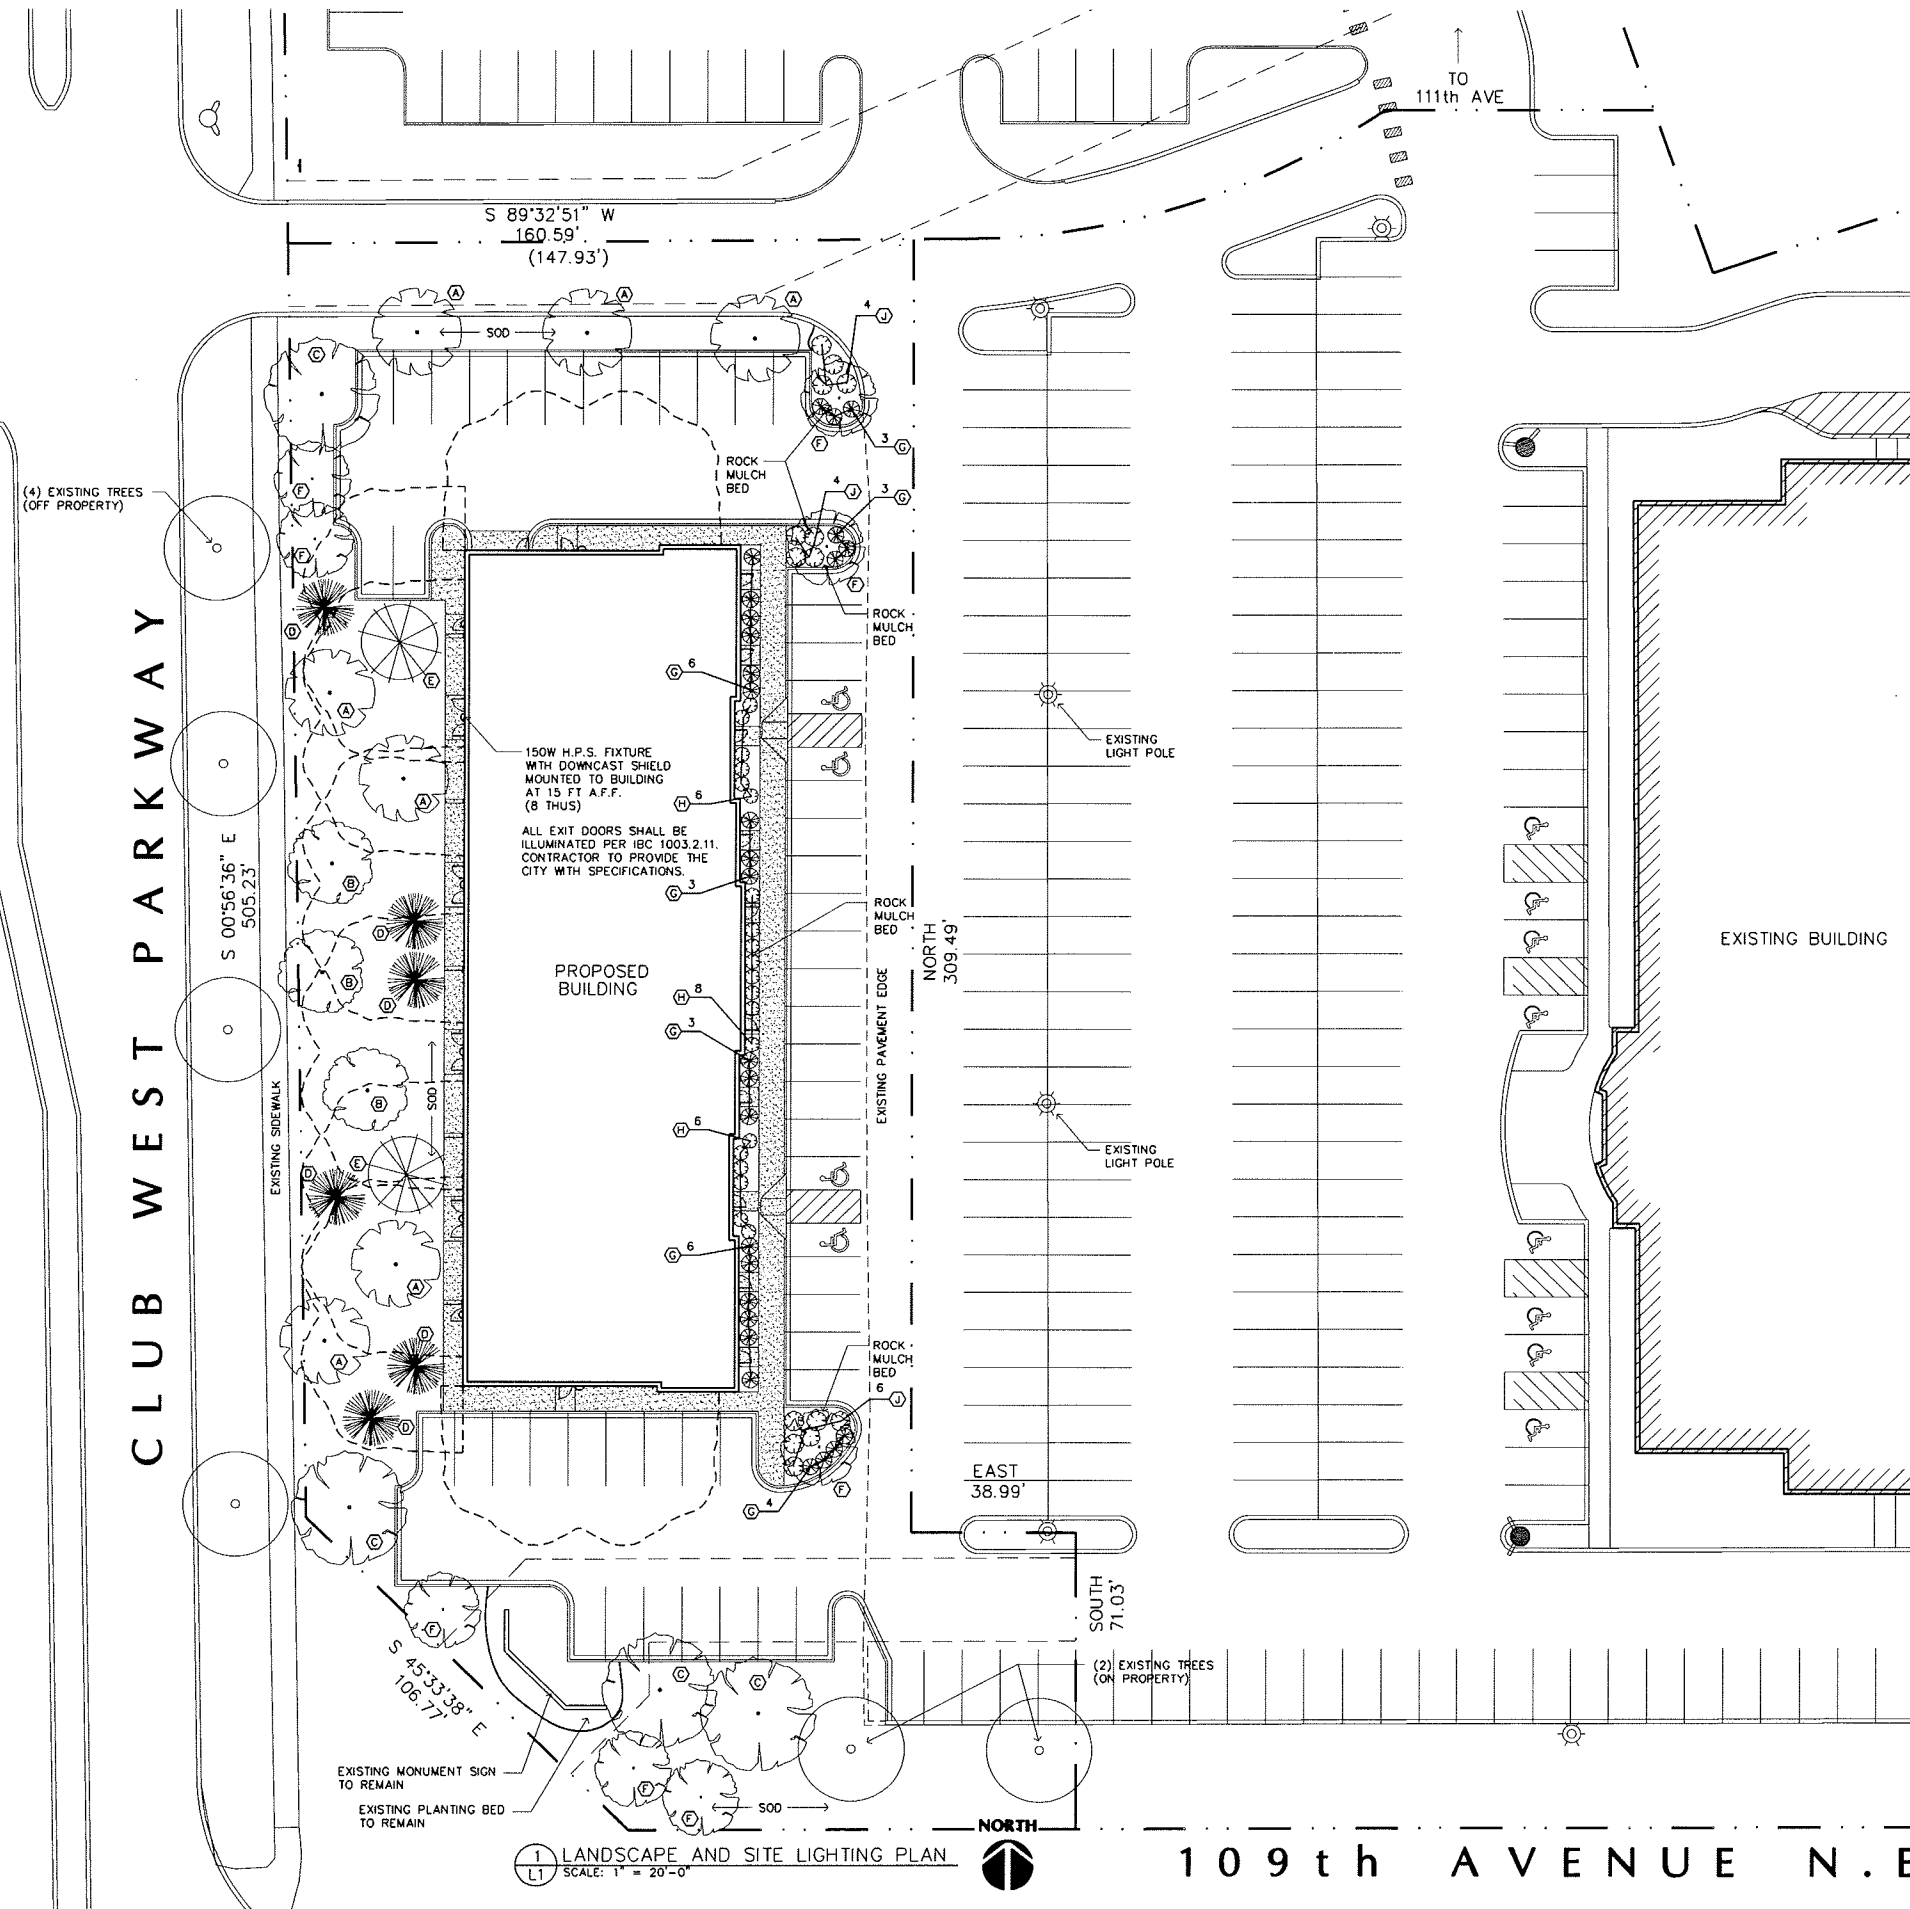 TO
111th AVE
S 89°32'51" W
160.59'
(147.93')
A
A
A
4 J
SOD
C
3 G
F
ROCK
MULCH
BED
4 J
3 G
(4) EXISTING TREES
(OFF PROPERTY)
F
F
F
ROCK
MULCH
BED
D
E
G 6
A
EXISTING
LIGHT POLE
150W H.P.S. FIXTURE
WITH DOWNCAST SHIELD
MOUNTED TO BUILDING
AT 15 FT A.F.F.
(8 THUS)
H 6
A
ALL EXIT DOORS SHALL BE
ILLUMINATED PER IBC 1003.2.11.
CONTRACTOR TO PROVIDE THE
CITY WITH SPECIFICATIONS.
G 3
B
S 00°56'36" E
505.23'
CLUB WEST PARKWAY
ROCK
MULCH
BED
D
NORTH
309.49'
EXISTING BUILDING
PROPOSED
BUILDING
B
D
H 8
G 3
EXISTING PAVEMENT EDGE
SOD
B
EXISTING SIDEWALK
H 6
EXISTING
LIGHT POLE
D
E
G 6
A
D
A
ROCK
MULCH
BED
6
J
D
EAST
38.99'
F
G 4
C
SOUTH
71.03'
F
S 45°33'38" E
106.77'
C
C
(2) EXISTING TREES
(ON PROPERTY)
EXISTING MONUMENT SIGN
TO REMAIN
F
EXISTING PLANTING BED
TO REMAIN
F
SOD
NORTH
1
L1
LANDSCAPE AND SITE LIGHTING PLAN
SCALE: 1" = 20'-0"
109th AVENUE N.E